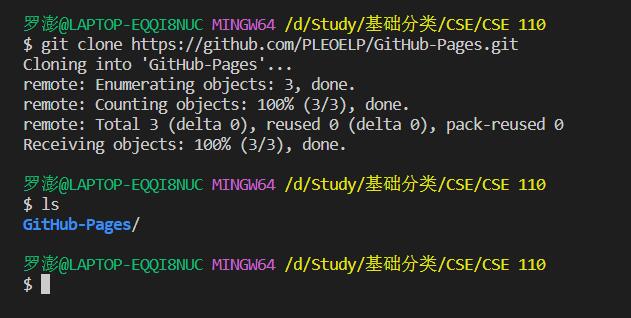 罗澎@LAPTOP-EQQI8NUC MINGW64 /d/Study/基础分类/CSE/CSE 110
$ git clone https://github.com/PLEOELP/GitHub-Pages.git
Cloning into 'GitHub-Pages'...
remote: Enumerating objects: 3, done.
remote: Counting objects: 100% (3/3), done.
remote: Total 3 (delta 0), reused 0 (delta 0), pack-reused 0
Receiving objects: 100% (3/3), done.
罗澎@LAPTOP-EQQI8NUC MINGW64 /d/Study/基础分类/CSE/CSE 110
$ ls
GitHub-Pages/
罗澎@LAPTOP-EQQI8NUC MINGW64 /d/Study/基础分类/CSE/CSE 110
$